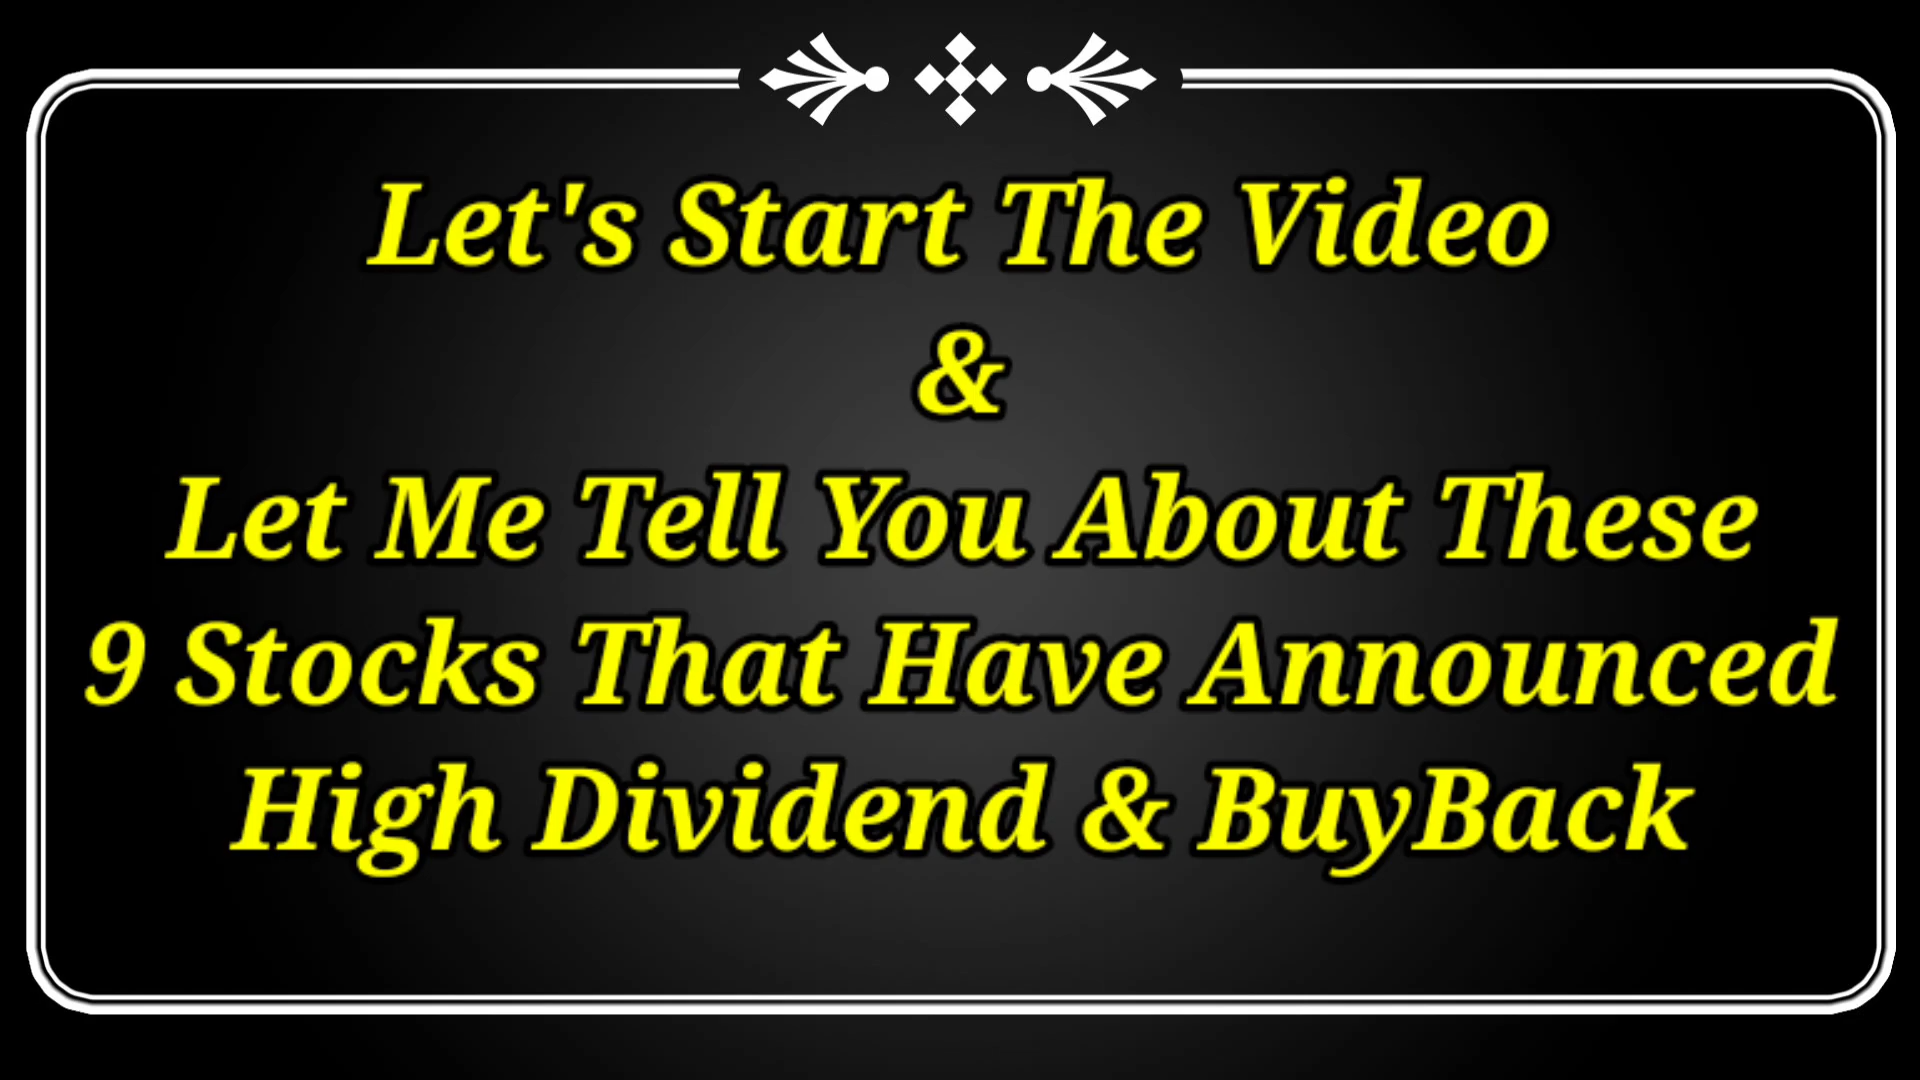 Let's Start The Video
&
Let Me Tell You About These
9 Stocks That Have Announced
High Dividend & BuyBack